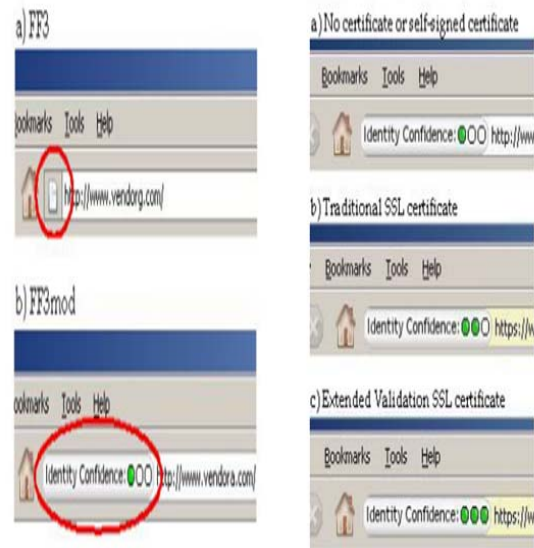 a) FF3
ookmarks Tools Help
http://www.vendorg.com/
b) FF3mod
ookmarks Tools Help
Identity Confidence: http://www.vendora.com/
a) No certificate or self-signed certificate
Bookmarks Tools Help
Identity Confidence: http://ww
b) Traditional SSL certificate
Bookmarks Tools Help
Identity Confidence: https://w
c) Extended Validation SSL certificate
Bookmarks Tools Help
Identity Confidence: https://w